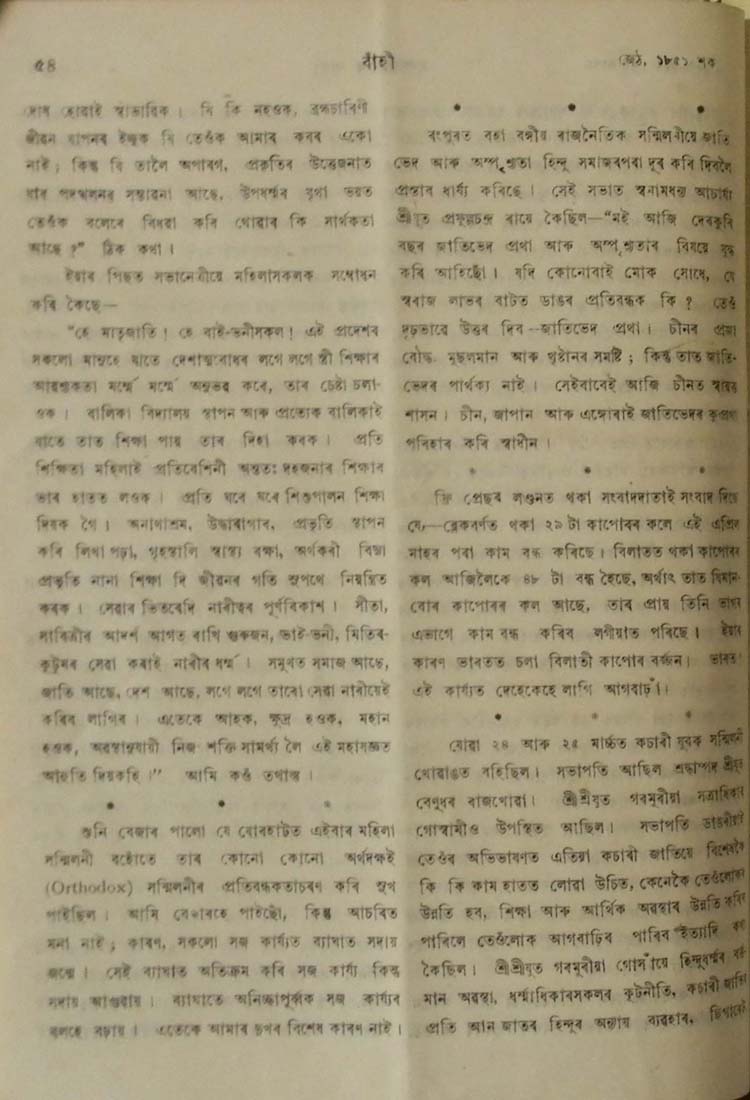 ৫৪
বাঁহী
জেঠ, ১৮৫১ শক
দোষ হোৱাই স্বাভাবিক। যি কি নহওক, ব্ৰহ্মচাৰিণী
জীৱন যাপনৰ ইচ্ছুক যি তেওঁক আমাৰ কবৰ একো
নাই; কিন্তু যি তালৈ অপাৰগ, প্ৰকৃতিৰ উত্তেজনাত
যাৰ পদস্খলনৰ সম্ভাৱনা আছে, উপধৰ্ম্মৰ বৃথা ভয়ত
তেওঁক বলেৰে বিধৱা কৰি থোৱাৰ কি সাৰ্থকতা
আছে?” ঠিক কথা।
ইয়াৰ পিছত সভানেত্ৰীয়ে মহিলাসকলক সম্বোধন
কৰি কৈছে—
“হে মাতৃজাতি! হে বাই-ভনীসকল! এই প্ৰদেশৰ
সকলো মানুহে যাতে দেশাত্মবোধৰ লগে লগে স্ত্ৰী শিক্ষাৰ
আৱশ্যকতা মৰ্ম্মে মৰ্ম্মে অনুভৱ কৰে, তাৰ চেষ্টা চলা-
ওক। বালিকা বিদ্যালয় স্থাপন আৰু প্ৰত্যেক বালিকাই
যাতে তাত শিক্ষা পায় তাৰ দিহা কৰক। প্ৰতি
শিক্ষিতা মহিলাই প্ৰতিবেশিনী অন্ততঃ দহজনাৰ শিক্ষাৰ
ভাৰ হাতত লওক। প্ৰতি ঘৰে ঘৰে শিশুপালন শিক্ষা
দিয়ক গৈ। অনাথাশ্ৰম, উদ্ধাৰাগাৰ, প্ৰভৃতি স্থাপন
কৰি লিখা পঢ়া, গৃহস্থালি স্বাস্থ্য ৰক্ষা, অৰ্থকৰী বিদ্যা
প্ৰভৃতি নানা শিক্ষা দি জীৱনৰ গতি সুপথে নিয়ন্ত্ৰিত
কৰক। সেৱাৰ ভিতৰেদি নাৰীত্বৰ পূৰ্ণবিকাশ। সীতা,
সাবিত্ৰীৰ আদৰ্শ আগত ৰাখি গুৰুজন, ভাই-ভনী, মিতিৰ-
কুটুমৰ সেৱা কৰাই নাৰীৰ ধৰ্ম্ম। সমুখত সমাজ আছে,
জাতি আছে, দেশ আছে, লগে লগে তাৰো সেৱা নাৰীয়েই
কৰিব লাগিব। এতেকে আহক, ক্ষুদ্ৰ হওক, মহান
হওক, অৱস্থানুযায়ী নিজ শক্তি সামৰ্থ্য লৈ এই মহাযজ্ঞত
আহুতি দিয়কহি।” আমি কওঁ তথাস্তু।
শুনি বেজাৰ পালো যে যোৰহাটত এইবাৰ মহিলা
সন্মিলনী বহোঁতে তাৰ কোনো কোনো অৰ্থদক্ষই
(Orthodox) সন্মিলনীৰ প্ৰতিবন্ধকতাচৰণ কৰি সুখ
পাইছিল। আমি বেজাৰহে পাইছোঁ, কিন্তু আচৰিত
মনা নাই; কাৰণ, সকলো সজ কাৰ্য্যত ব্যাঘাত সদায়
জন্মে। সেই ব্যাঘাত অতিক্ৰম কৰি সজ কাৰ্য্য কিন্তু
সদায় আগুৱায়। ব্যাঘাতে অনিচ্ছাপূৰ্ব্বক সজ কাৰ্য্যৰ
বলহে বঢ়ায়। এতেকে আমাৰ দুখৰ বিশেষ কাৰণ নাই।
ৰংপুৰত বহা বঙ্গীয় ৰাজনৈতিক সন্মিলনীয়ে জাতি
ভেদ আৰু অস্পৃশ্যতা হিন্দু সমাজৰপৰা দূৰ কৰি দিবলৈ
প্ৰস্তাৱ ধাৰ্য্য কৰিছে। সেই সভাত স্বনামধন্য আচাৰ্য্য
শ্ৰীযুত প্ৰফুল্লচন্দ্ৰ ৰায়ে কৈছিল—“মই আজি দেৰকুৰি
বছৰ জাতিভেদ প্ৰথা আৰু অস্পৃশ্যতাৰ বিষয়ে যুদ্ধ
কৰি আহিছোঁ। যদি কোনোবাই মোক সোধে, যে
স্বৰাজ লাভৰ বাটত ডাঙৰ প্ৰতিবন্ধক কি? তেওঁ
দৃঢ়ভাৱে উত্তৰ দিব—জাতিভেদ প্ৰথা। চীনৰ প্ৰজা
বৌদ্ধ মুছলমান আৰু খৃষ্টানৰ সমষ্টি; কিন্তু তাত জাতি-
ভেদৰ পাৰ্থক্য নাই। সেইবাবেই আজি চীনত স্বায়ত্ত
শাসন। চীন, জাপান আৰু এঙ্গোৰাই জাতিভেদৰ কুপ্ৰথা
পৰিহাৰ কৰি স্বাধীন।
ফ্ৰি প্ৰেছৰ লণ্ডনত থকা সংবাদদাতাই সংবাদ দিছে
যে,—ব্লেকবৰ্ণত থকা ২৯ টা কাপোৰৰ কলে এই এপ্ৰিল
মাহৰ পৰা কাম বন্ধ কৰিছে। বিলাতত থকা কাপোৰৰ
কল আজিলৈকে ৪৮ টা বন্ধ হৈছে, অৰ্থাৎ তাত যিমান-
বোৰ কাপোৰৰ কল আছে, তাৰ প্ৰায় তিনি ভাগৰ
এভাগে কাম বন্ধ কৰিব লগীয়াত পৰিছে। ইয়াৰ
কাৰণ ভাৰতত চলা বিলাতী কাপোৰ বৰ্জ্জন। ভাৰত!
এই কাৰ্য্যত দেহেকেহে লাগি আগবাঢ়াঁ।
যোৱা ২৪ আৰু ২৫ মাৰ্চ্চত কচাৰী যুবক সন্মিলনী
থোৱাঙত বহিছিল। সভাপতি আছিল শ্ৰদ্ধাস্পদ শ্ৰীযুত
বেণুধৰ ৰাজখোৱা। শ্ৰীশ্ৰীযুত গৰমূৰীয়া সত্ৰাধিকাৰ
গোস্বামীও উপস্থিত আছিল। সভাপতি ডাঙৰীয়াই
তেওঁৰ অভিভাষণত এতিয়া কচাৰী জাতিয়ে বিশেষকৈ
কি কি কাম হাতত লোৱা উচিত, কেনেকৈ তেওঁলোকৰ
উন্নতি হব, শিক্ষা আৰু আৰ্থিক অৱস্থাৰ উন্নতি কৰিব
পাৰিলে তেওঁলোক আগবাঢ়িব পাৰিব ইত্যাদি কথা
কৈছিল। শ্ৰীশ্ৰীযুত গৰমূৰীয়া গোসাঁয়ে হিন্দুধৰ্ম্মৰ বৰ্ত্ত-
মান অৱস্থা, ধৰ্ম্মাধিকাৰসকলৰ কূটনীতি, কচাৰী জাতিৰ
প্ৰতি আন জাতৰ হিন্দুৰ অন্যায় ব্যৱহাৰ,